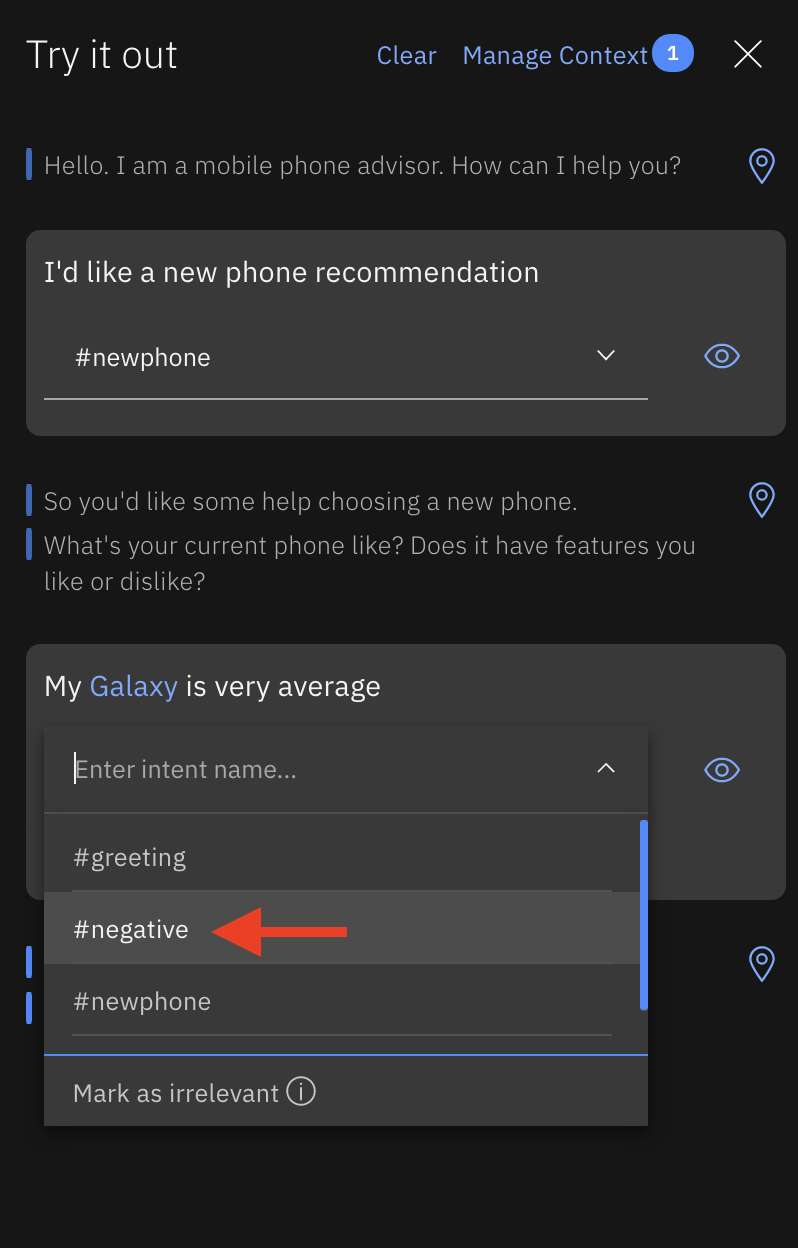 Try it out
Clear
Manage Context 1
Hello. I am a mobile phone advisor. How can I help you?
I'd like a new phone recommendation
#newphone
So you'd like some help choosing a new phone.
What's your current phone like? Does it have features you
like or dislike?
My Galaxy is very average
Enter intent name...
#greeting
#negative
#newphone
Mark as irrelevant